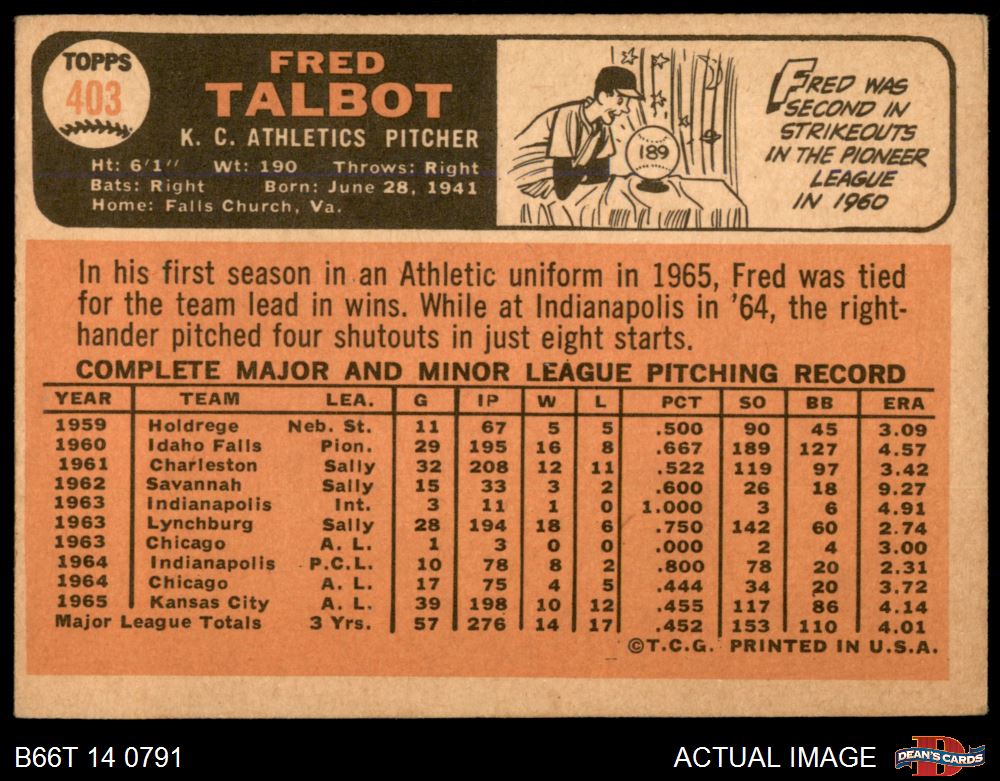 TOPPS
403
FRED
TALBOT
K. C. ATHLETICS PITCHER
Ht: 6'1" Wt: 190 Throws: Right
Bats: Right Born: June 28, 1941
Home: Falls Church, Va.
189
FRED WAS
SECOND IN
STRIKEOUTS
IN THE PIONEER
LEAGUE
IN 1960
In his first season in an Athletic uniform in 1965, Fred was tied
for the team lead in wins. While at Indianapolis in '64, the right-
hander pitched four shutouts in just eight starts.
COMPLETE MAJOR AND MINOR LEAGUE PITCHING RECORD
YEAR TEAM LEA. G IP W L PCT SO BB ERA
1959 Holdrege Neb. St. 11 67 5 5 .500 90 45 3.09
1960 Idaho Falls Pion. 29 195 16 8 .667 189 127 4.57
1961 Charleston Sally 32 208 12 11 .522 119 97 3.42
1962 Savannah Sally 15 33 3 2 .600 26 18 9.27
1963 Indianapolis Int. 3 11 1 0 1.000 3 6 4.91
1963 Lynchburg Sally 28 194 18 6 .750 142 60 2.74
1963 Chicago A. L. 1 3 0 0 .000 2 4 3.00
1964 Indianapolis P.C.L. 10 78 8 2 .800 78 20 2.31
1964 Chicago A. L. 17 75 4 5 .444 34 20 3.72
1965 Kansas City A. L. 39 198 10 12 .455 117 86 4.14
Major League Totals 3 Yrs. 57 276 14 17 .452 153 110 4.01
©T.C.G. PRINTED IN U.S.A.
B66T 14 0791
ACTUAL IMAGE
DEAN'S CARDS